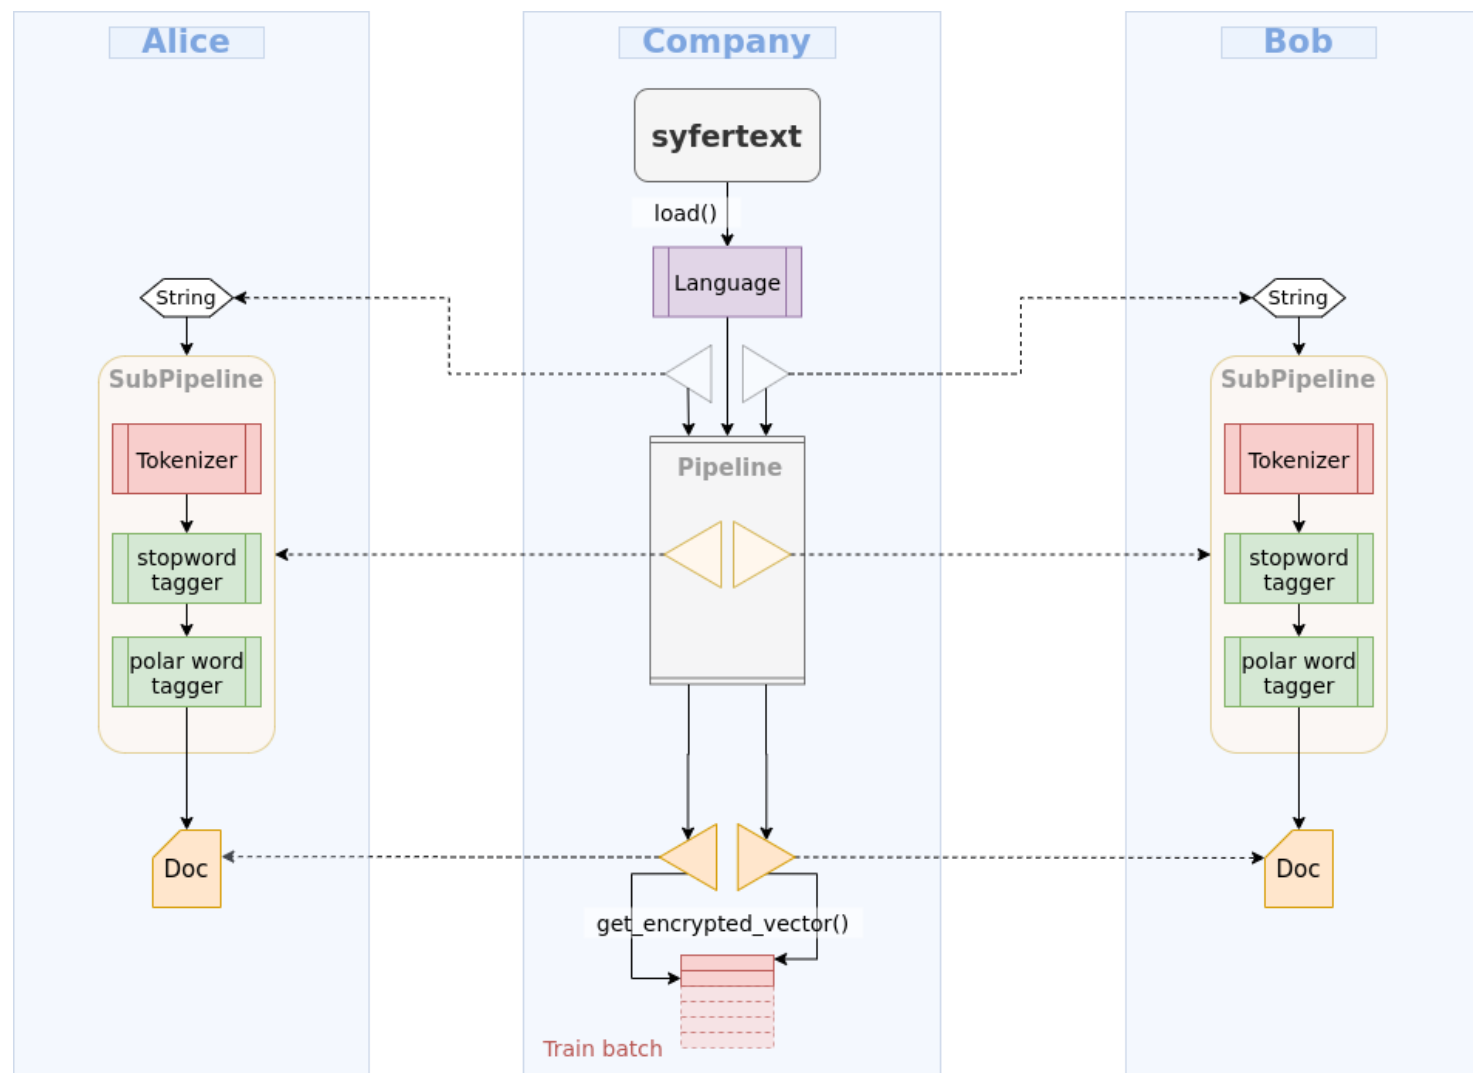 Alice
Company
Bob
syfertext
load()
Language
String
String
SubPipeline
Tokenizer
stopword
tagger
polar word
tagger
Pipeline
SubPipeline
Tokenizer
stopword
tagger
polar word
tagger
Doc
Doc
get_encrypted_vector()
Train batch